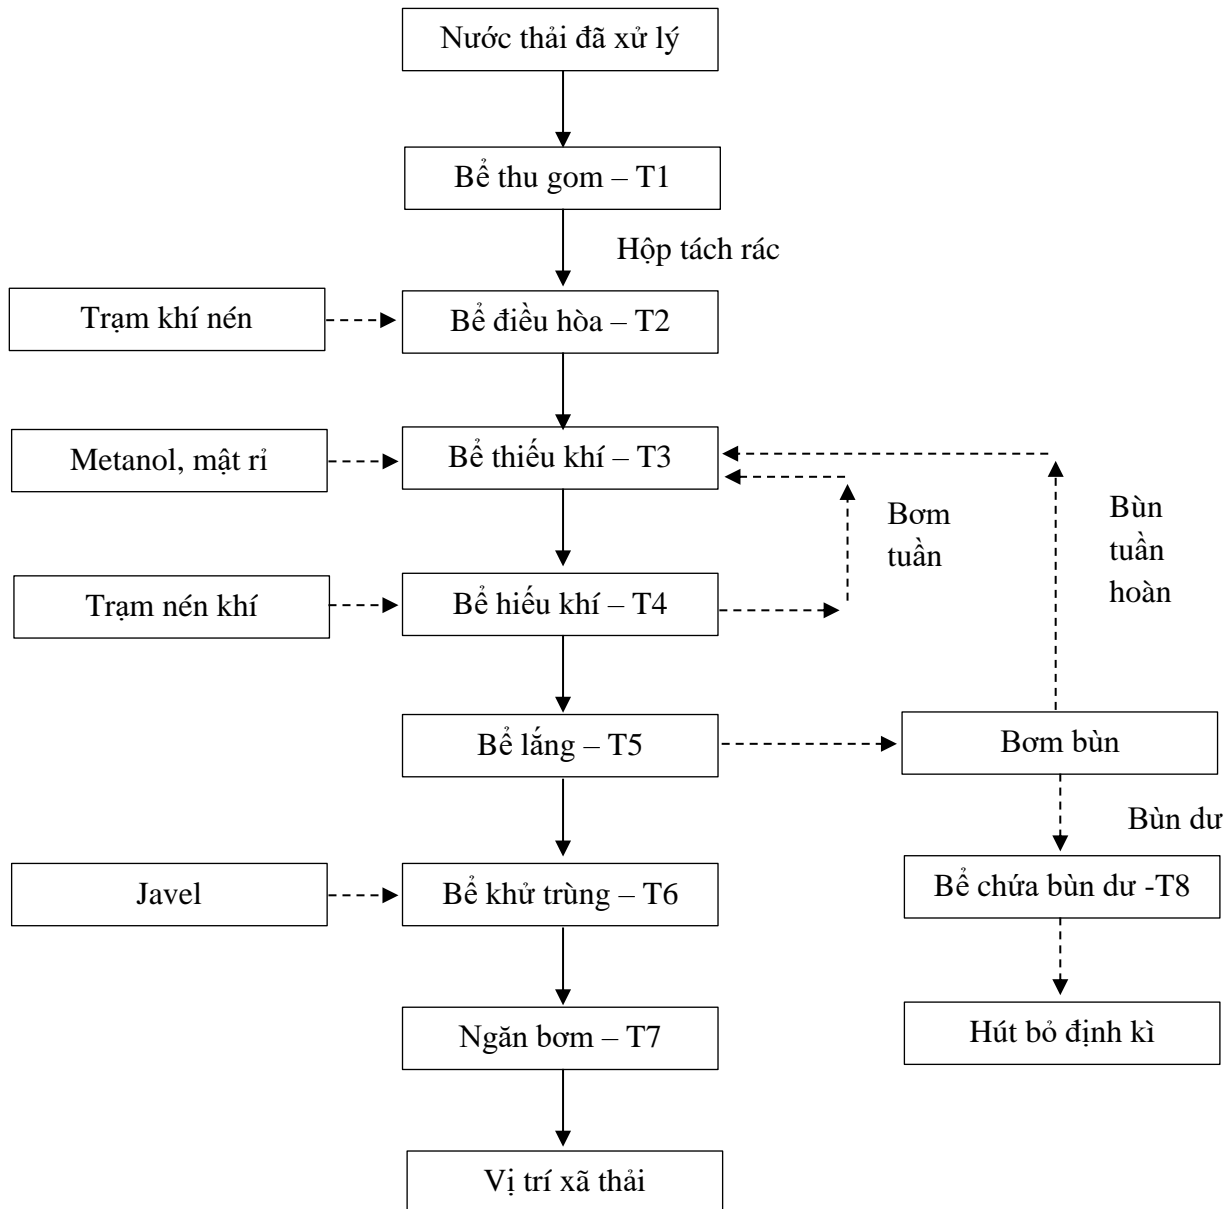 Nước thải đã xử lý
Bể thu gom – T1
Hộp tách rác
Trạm khí nén
Bể điều hòa – T2
Metanol, mật rỉ
Bể thiếu khí – T3
Bơm
tuần
Bùn
tuần
hoàn
Trạm nén khí
Bể hiếu khí – T4
Bể lắng – T5
Bơm bùn
Bùn dư
Javel
Bể khử trùng – T6
Bể chứa bùn dư -T8
Ngăn bơm – T7
Hút bỏ định kì
Vị trí xã thải